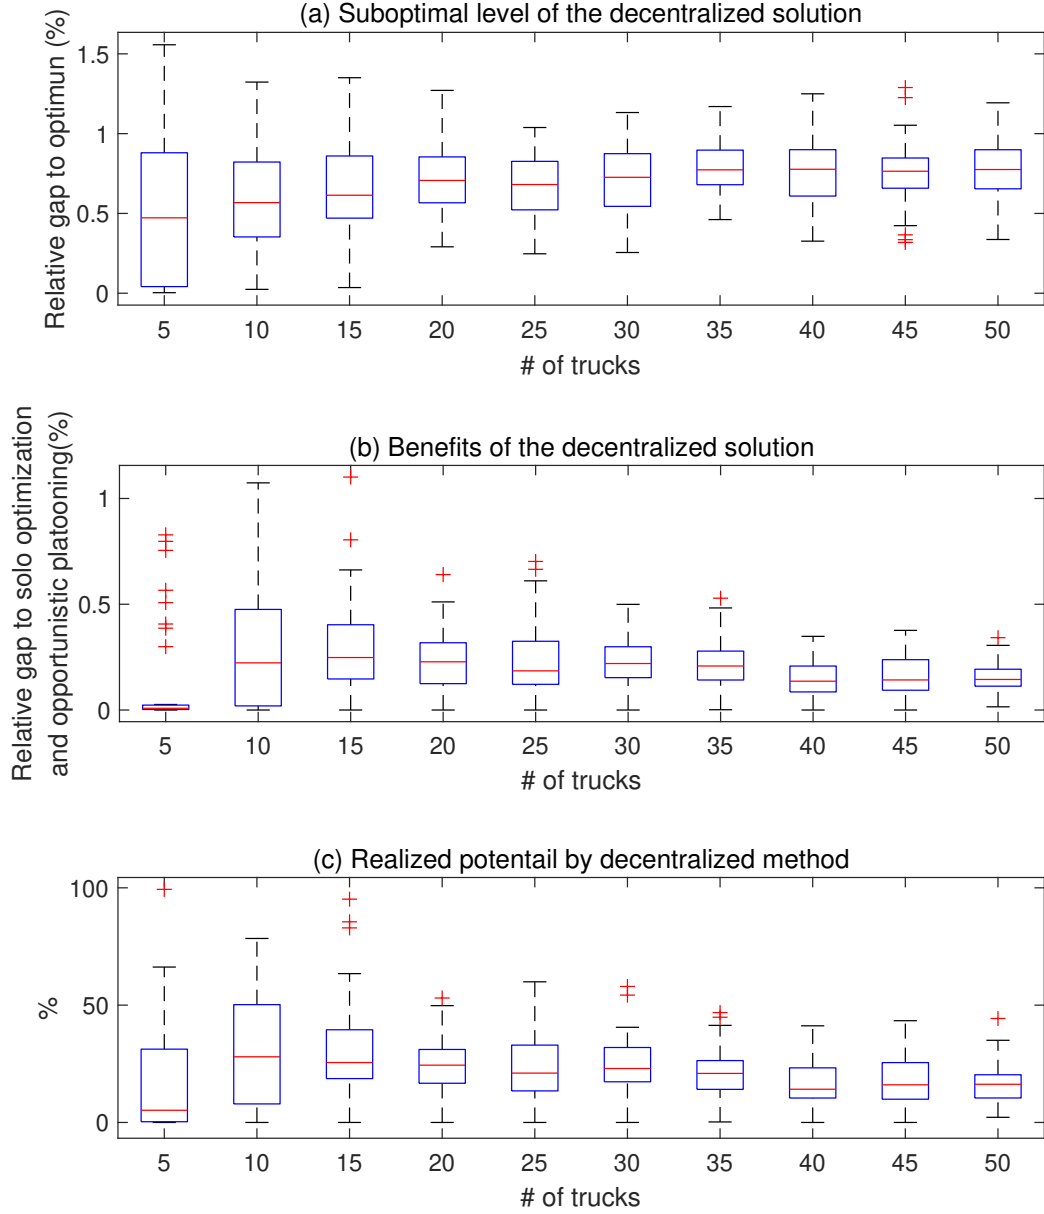 (a) Suboptimal level of the decentralized solution
Relative gap to optimun (%)
1.5
1
0.5
0
5 10 15 20 25 30 35 40 45 50
# of trucks
(b) Benefits of the decentralized solution
Relative gap to solo optimization
and opportunistic platooning(%)
1
0.5
0
5 10 15 20 25 30 35 40 45 50
# of trucks
(c) Realized potentail by decentralized method
%
100
50
0
5 10 15 20 25 30 35 40 45 50
# of trucks